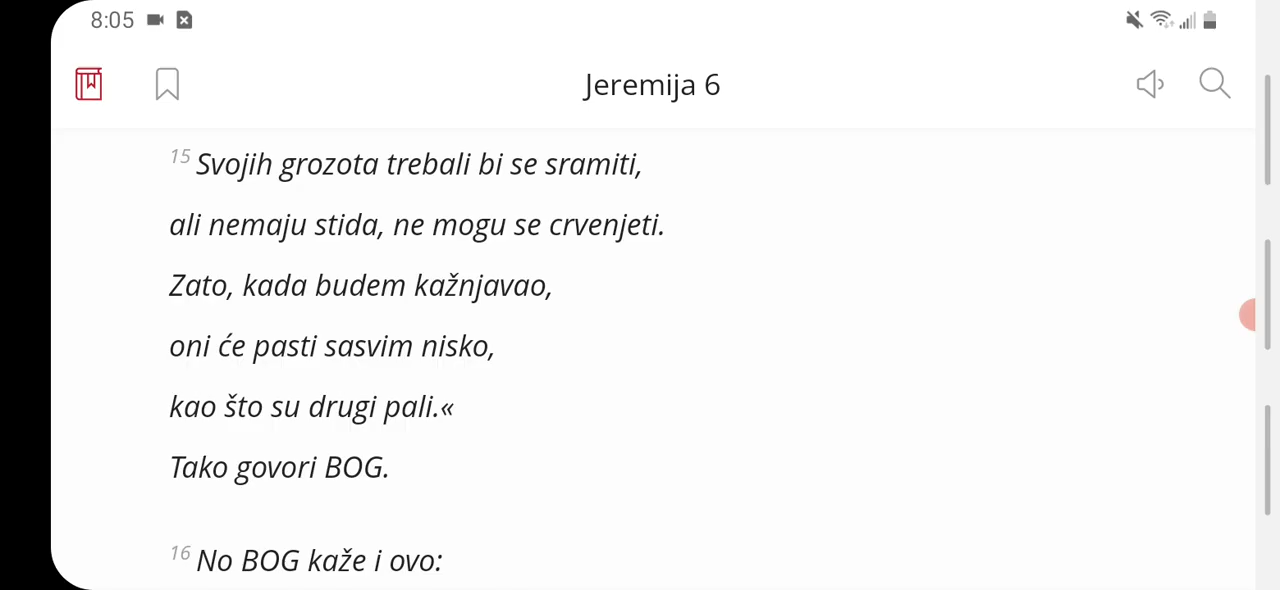 8:05
Jeremija 6
15 Svojih grozota trebali bi se sramiti,
ali nemaju stida, ne mogu se crvenjeti.
Zato, kada budem kažnjavao,
oni će pasti sasvim nisko,
kao što su drugi pali.«
Tako govori BOG.
16 No BOG kaže i ovo: